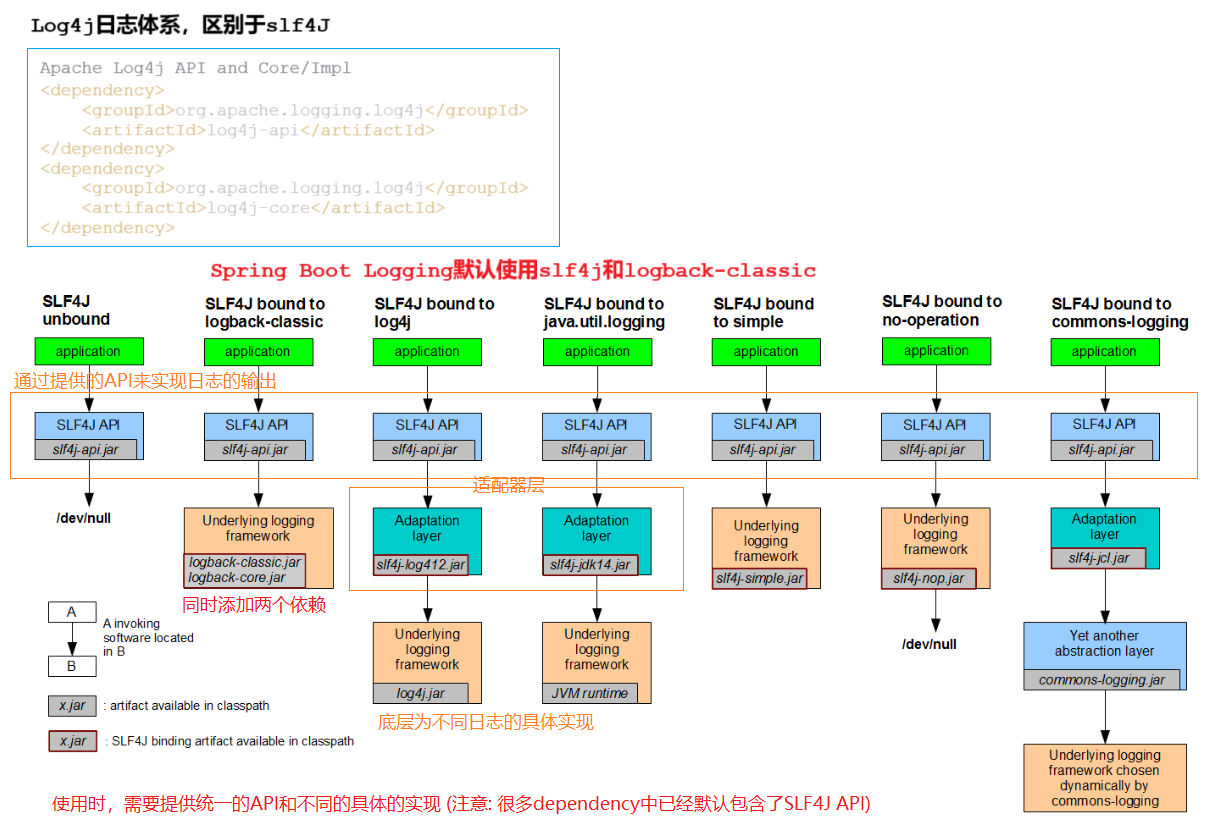 Log4j日志体系，区别于slf4J
Apache Log4j API and Core/Impl
<dependency>
<groupId>org.apache.logging.log4j</groupId>
<artifactId>log4j-api</artifactId>
</dependency>
<dependency>
<groupId>org.apache.logging.log4j</groupId>
<artifactId>log4j-core</artifactId>
</dependency>
Spring Boot Logging默认使用slf4j和logback-classic
SLF4J
unbound
SLF4J bound to
logback-classic
SLF4J bound to
log4j
SLF4J bound to
java.util.logging
SLF4J bound
to simple
SLF4J bound to
no-operation
SLF4J bound to
commons-logging
application
application
application
application
application
application
application
通过提供的API来实现日志的输出
SLF4J API
slf4j-api.jar
SLF4J API
slf4j-api.jar
SLF4J API
slf4j-api.jar
SLF4J API
slf4j-api.jar
SLF4J API
slf4j-api.jar
SLF4J API
slf4j-api.jar
SLF4J API
slf4j-api.jar
适配器层
/dev/null
Underlying logging
framework
logback-classic.jar
logback-core.jar
同时添加两个依赖
Adaptation
layer
slf4j-log412.jar
Adaptation
layer
slf4j-jdk14.jar
Underlying
logging
framework
slf4j-simple.jar
Underlying
logging
framework
slf4j-nop.jar
Adaptation
layer
slf4j-jcl.jar
Underlying
logging
framework
log4j.jar
Underlying
logging
framework
JVM runtime
底层为不同日志的具体实现
/dev/null
Yet another
abstraction layer
commons-logging.jar
Underlying logging
framework chosen
dynamically by
commons-logging
A
B
A invoking
software located
in B
x.jar : artifact available in classpath
x.jar : SLF4J binding artifact available in classpath
使用时，需要提供统一的API和不同的具体的实现 (注意: 很多dependency中已经默认包含了SLF4J API)